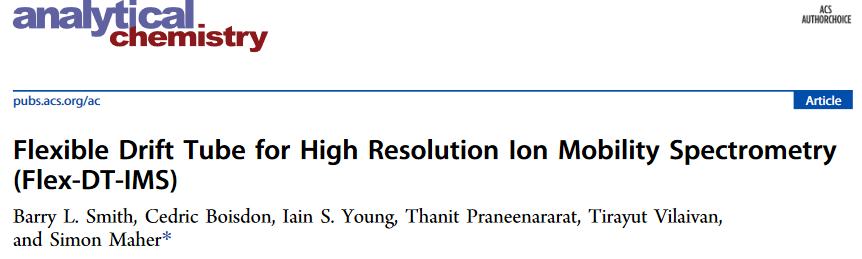 analytical
chemistry
ACS
AUTHORCHOICE
pubs.acs.org/ac
Article
Flexible Drift Tube for High Resolution Ion Mobility Spectrometry
(Flex-DT-IMS)
Barry L. Smith, Cedric Boisdon, Iain S. Young, Thanit Praneenararat, Tirayut Vilaivan,
and Simon Maher*